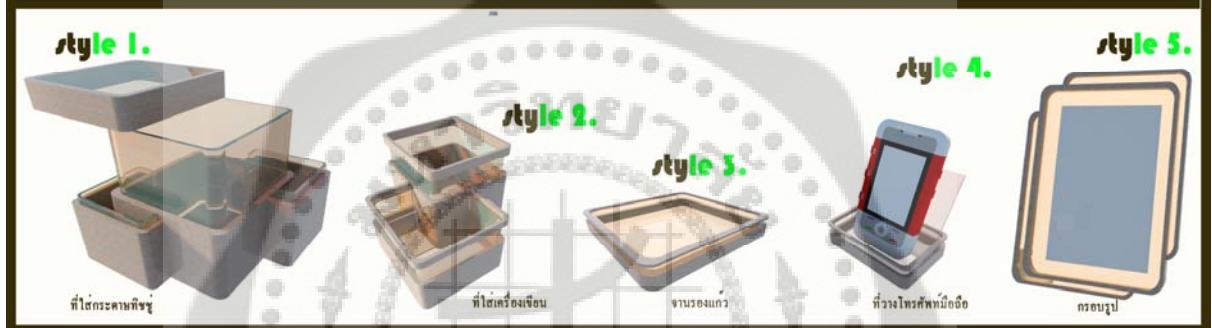 style 1.
ที่ใส่กระดาษทิชชู่
style 2.
ที่ใส่เครื่องเขียน
style 3.
จานรองแก้ว
style 4.
ที่วางโทรศัพท์มือถือ
style 5.
กรอบรูป